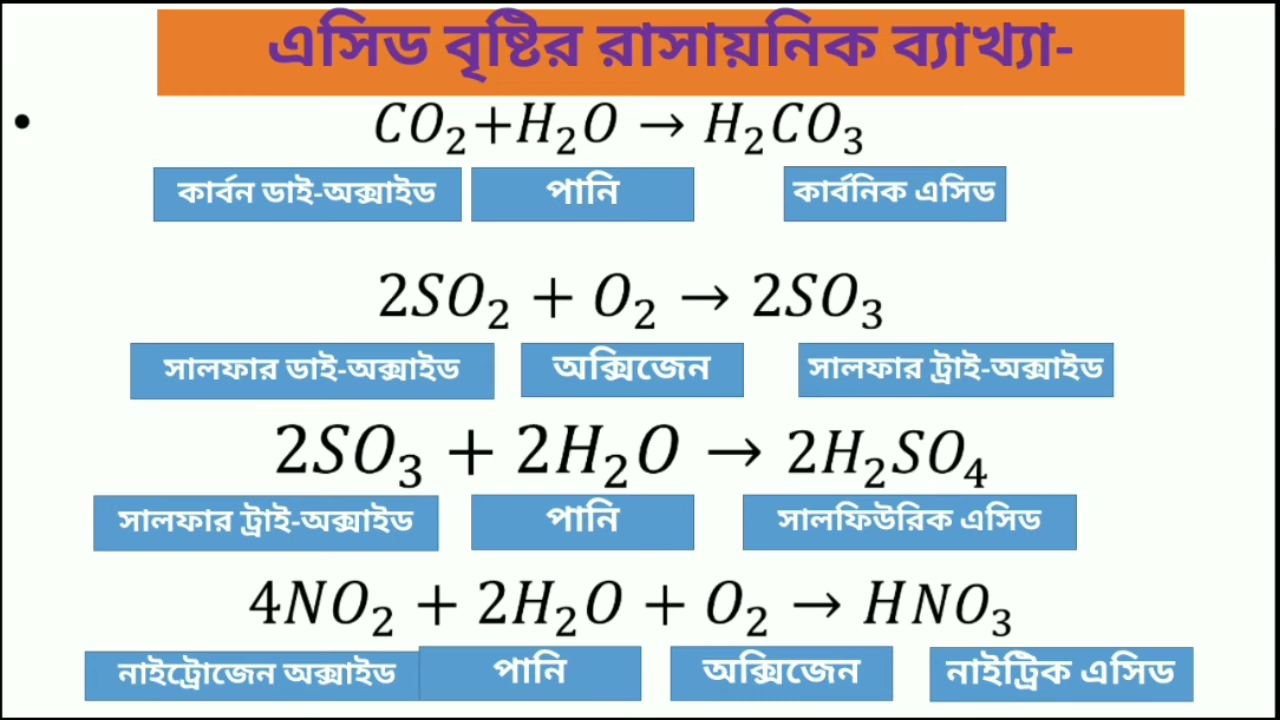 এসিড বৃষ্টির রাসায়নিক ব্যাখ্যা-
• CO₂+H₂O → H₂CO₃
কার্বন ডাই-অক্সাইড পানি কার্বনিক এসিড
2SO₂ + O₂ → 2SO₃
সালফার ডাই-অক্সাইড অক্সিজেন সালফার ট্রাই-অক্সাইড
2SO₃ + 2H₂O → 2H₂SO₄
সালফার ট্রাই-অক্সাইড পানি সালফিউরিক এসিড
4NO₂ + 2H₂O + O₂ → HNO₃
নাইট্রোজেন অক্সাইড পানি অক্সিজেন নাইট্রিক এসিড